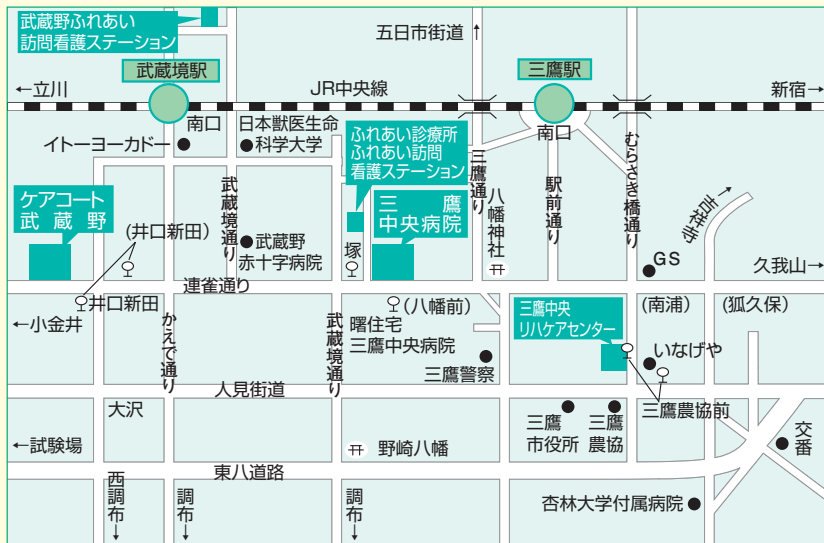 武蔵野ふれあい
訪問看護ステーション
五日市街道↑
武蔵境駅
三鷹駅
←立川
JR中央線
新宿→
南口
南口
イトーヨーカドー
日本獣医生命
科学大学
ふれあい診療所
ふれあい訪問
看護ステーション
三鷹通り
駅前通り
むらさき橋通り
吉祥寺→
ケアコート
武蔵野
武蔵境通り
三鷹
中央病院
八幡神社
(井口新田)
武蔵野
赤十字病院
塚
GS
久我山→
連雀通り
井口新田
←小金井
かえで通り
武蔵境通り
(八幡前)
曙住宅
三鷹中央病院
三鷹中央
リハケアセンター
(南浦)
(狐久保)
三鷹警察
いなげや
人見街道
大沢
三鷹農協前
三鷹
市役所
三鷹
農協
交番
←試験場
野崎八幡
東八道路
西調布→
調布→
調布→
杏林大学付属病院